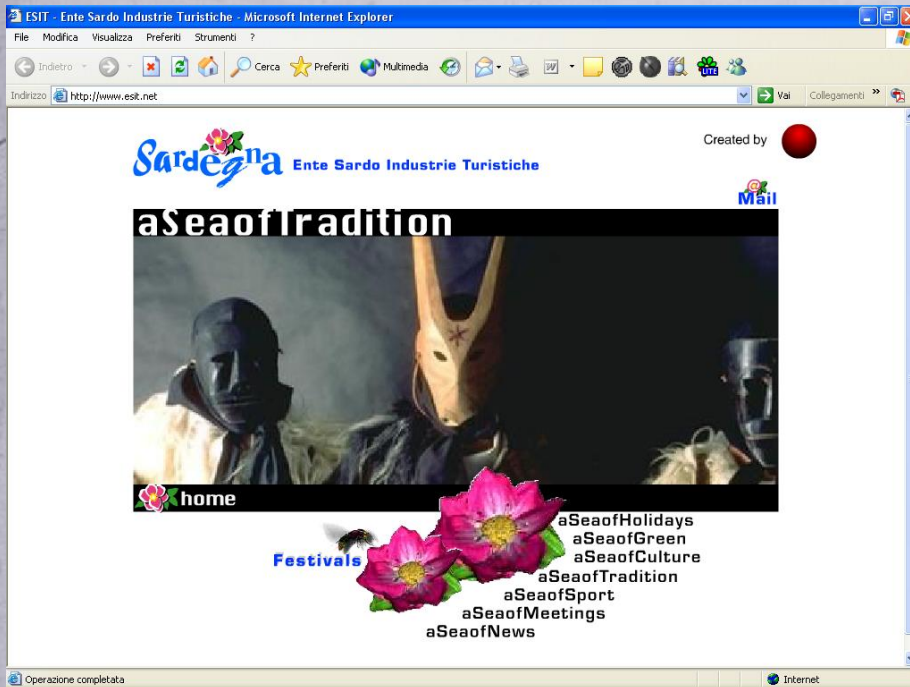 ESIT - Ente Sardo Industrie Turistiche - Microsoft Internet Explorer
File Modifica Visualizza Preferiti Strumenti ?
Indietro Cerca Preferiti Multimedia W LITE
Indirizzo http://www.esit.net Vai Collegamenti »
Sardegna Ente Sardo Industrie Turistiche
Created by
@
Mail
aSeaofTradition
home
aSeaofHolidays
aSeaofGreen
Festivals
aSeaofCulture
aSeaofTradition
aSeaofSport
aSeaofMeetings
aSeaofNews
Operazione completata Internet